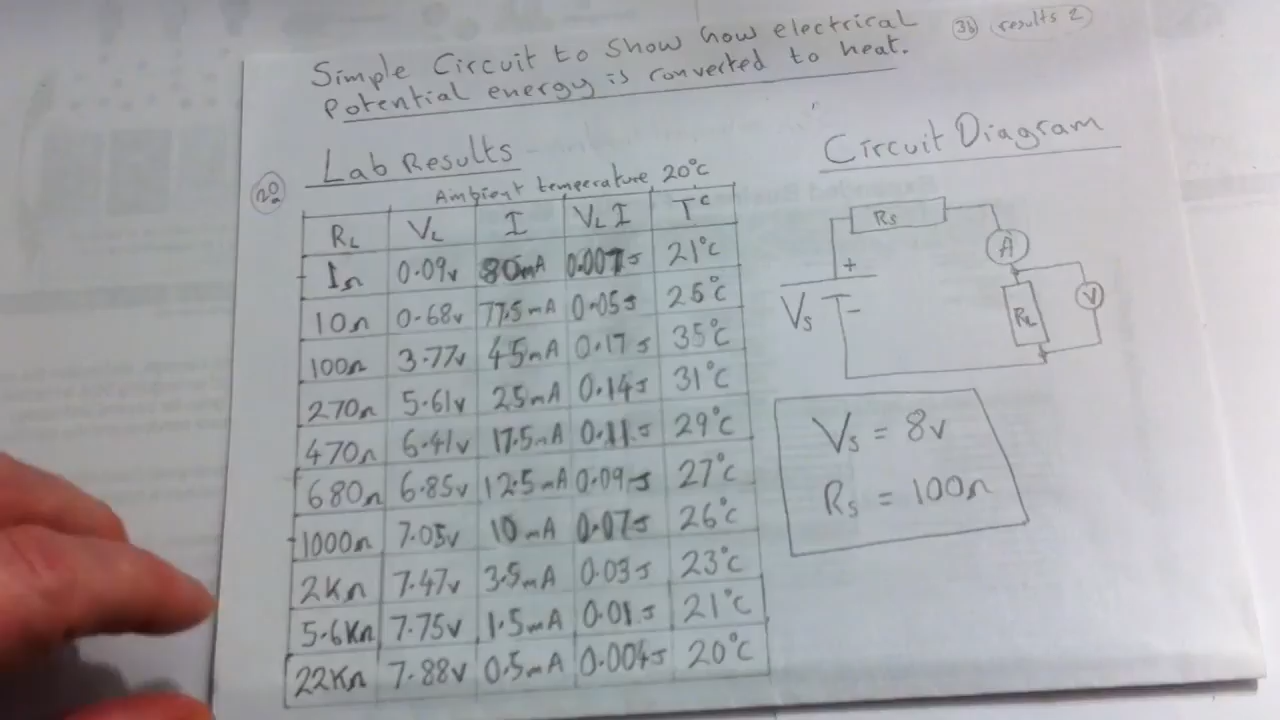 Simple Circuit to show how electrical
Potential energy is converted to heat.
3b results 2
Lab Results
Circuit Diagram
Ambient temperature 20°c
RL VL I VL I T°c
1Ω 0.09v 80mA 0.007J 21°c
10Ω 0.68v 77.5mA 0.05J 25°c
100Ω 3.77v 45mA 0.17J 35°c
270Ω 5.61v 25mA 0.14J 31°c
470Ω 6.41v 17.5mA 0.11J 29°c
680Ω 6.85v 12.5mA 0.09J 27°c
1000Ω 7.05v 10mA 0.07J 26°c
2KΩ 7.47v 3.5mA 0.03J 23°c
5.6KΩ 7.75v 1.5mA 0.01J 21°c
22KΩ 7.88v 0.5mA 0.004J 20°c
Rs
A
+
Vs
−
RL
V
Vs = 8v
Rs = 100Ω